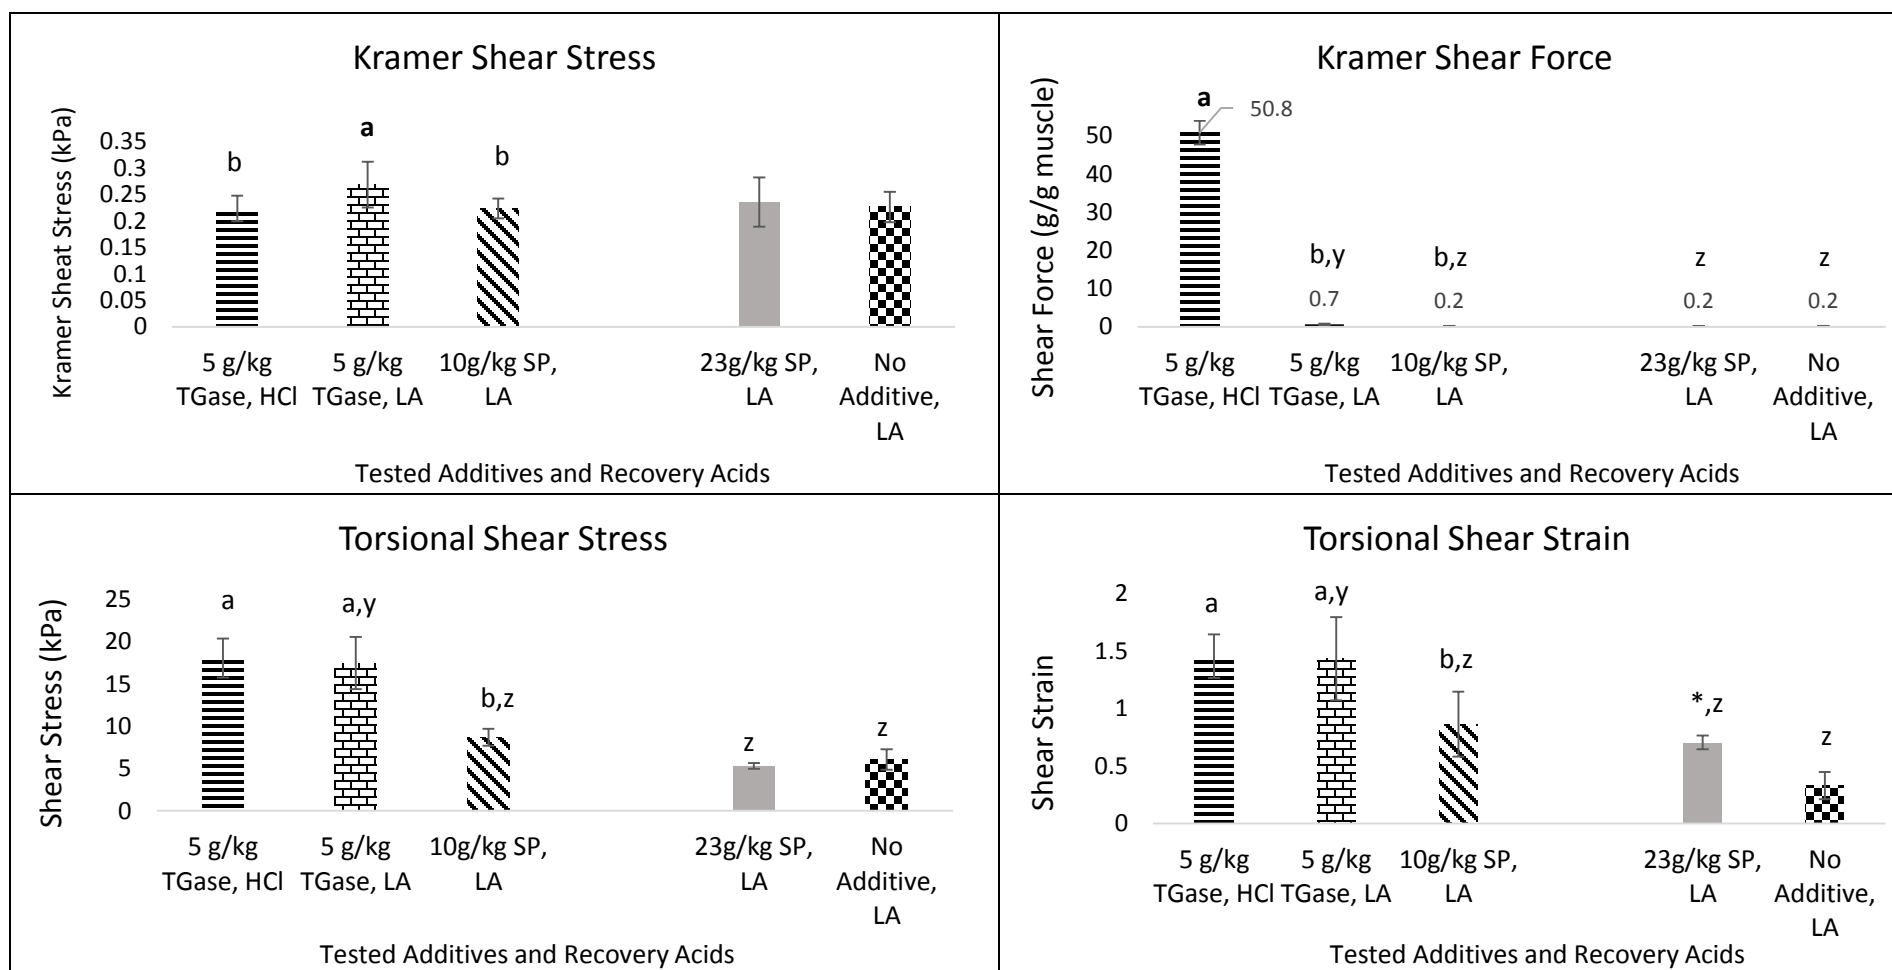 Kramer Shear Stress
Kramer Sheat Stress (kPa)
0.35
0.3
0.25
0.2
0.15
0.1
0.05
0
b
a
b
5 g/kg
TGase, HCl
5 g/kg
TGase, LA
10g/kg SP,
LA
23g/kg SP,
LA
No
Additive,
LA
Tested Additives and Recovery Acids
Kramer Shear Force
Shear Force (g/g muscle)
50
40
30
20
10
0
a
50.8
b,y
0.7
b,z
0.2
z
0.2
z
0.2
5 g/kg
TGase, HCl
5 g/kg
TGase, LA
10g/kg SP,
LA
23g/kg SP,
LA
No
Additive,
LA
Tested Additives and Recovery Acids
Torsional Shear Stress
Shear Stress (kPa)
25
20
15
10
5
0
a
a,y
b,z
z
z
5 g/kg
TGase, HCl
5 g/kg
TGase, LA
10g/kg SP,
LA
23g/kg SP,
LA
No
Additive,
LA
Tested Additives and Recovery Acids
Torsional Shear Strain
Shear Strain
2
1.5
1
0.5
0
a
a,y
b,z
*,z
z
5 g/kg
TGase, HCl
5 g/kg
TGase, LA
10g/kg SP,
LA
23g/kg SP,
LA
No
Additive,
LA
Tested Additives and Recovery Acids